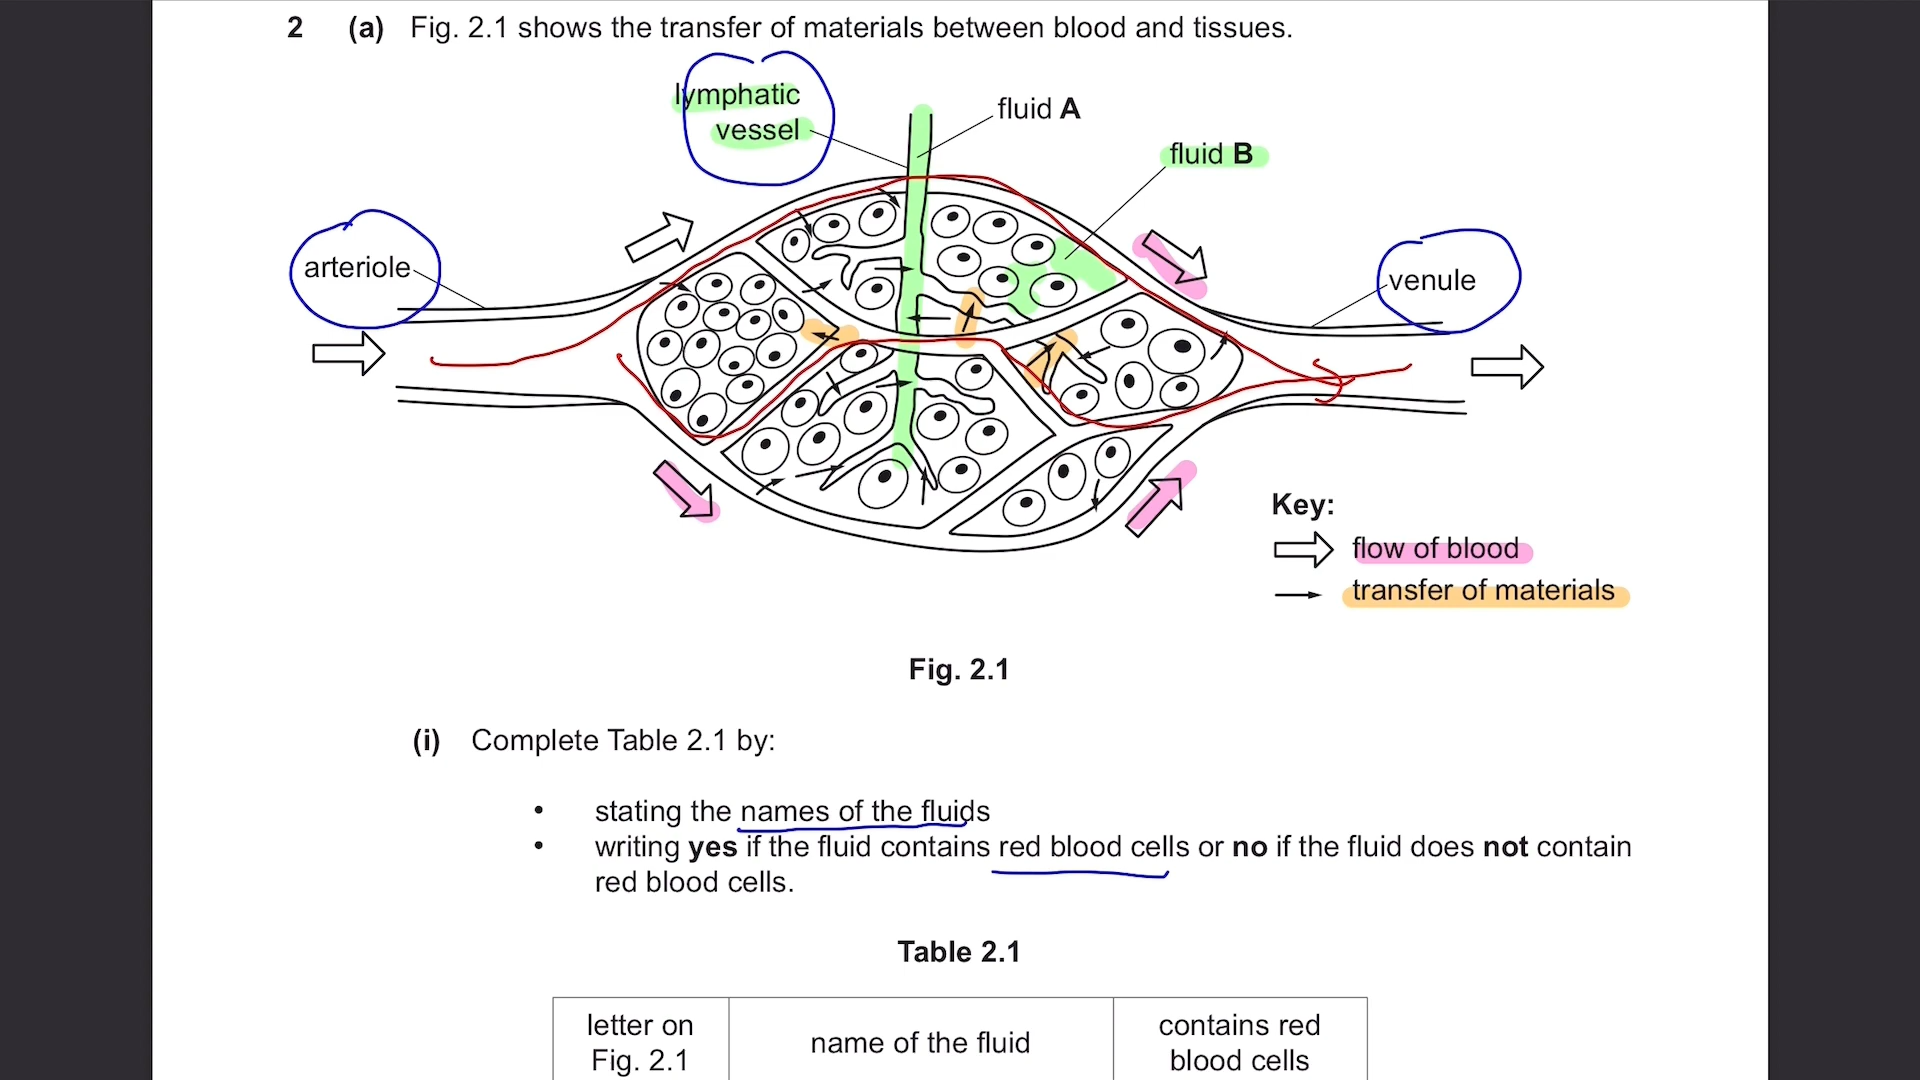 2 (a) Fig. 2.1 shows the transfer of materials between blood and tissues.
lymphatic
vessel
fluid A
fluid B
arteriole
venule
Key:
flow of blood
transfer of materials
Fig. 2.1
(i) Complete Table 2.1 by:
• stating the names of the fluids
• writing yes if the fluid contains red blood cells or no if the fluid does not contain
red blood cells.
Table 2.1
letter on
Fig. 2.1
name of the fluid
contains red
blood cells